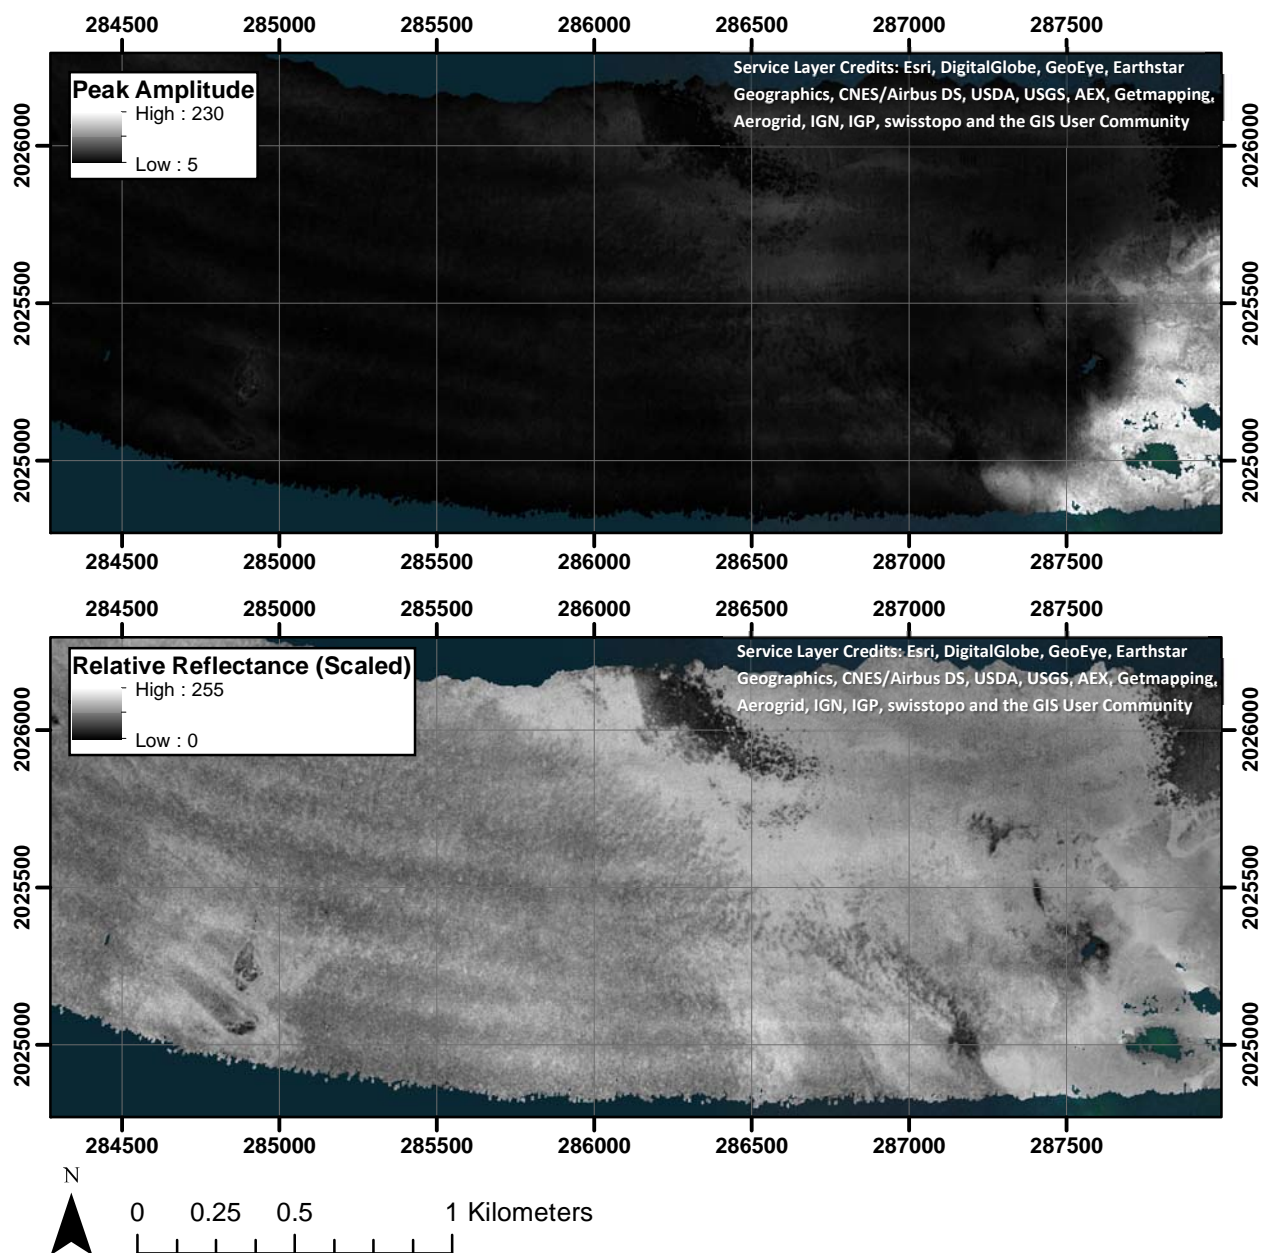 284500 285000 285500 286000 286500 287000 287500
Service Layer Credits: Esri, DigitalGlobe, GeoEye, Earthstar
Geographics, CNES/Airbus DS, USDA, USGS, AEX, Getmapping,
Aerogrid, IGN, IGP, swisstopo and the GIS User Community
Peak Amplitude
High : 230
Low : 5
2026000 2026000
2025500 2025500
2025000 2025000
284500 285000 285500 286000 286500 287000 287500
284500 285000 285500 286000 286500 287000 287500
Service Layer Credits: Esri, DigitalGlobe, GeoEye, Earthstar
Geographics, CNES/Airbus DS, USDA, USGS, AEX, Getmapping,
Aerogrid, IGN, IGP, swisstopo and the GIS User Community
Relative Reflectance (Scaled)
High : 255
Low : 0
2026000 2026000
2025500 2025500
2025000 2025000
284500 285000 285500 286000 286500 287000 287500
N
0 0.25 0.5 1 Kilometers